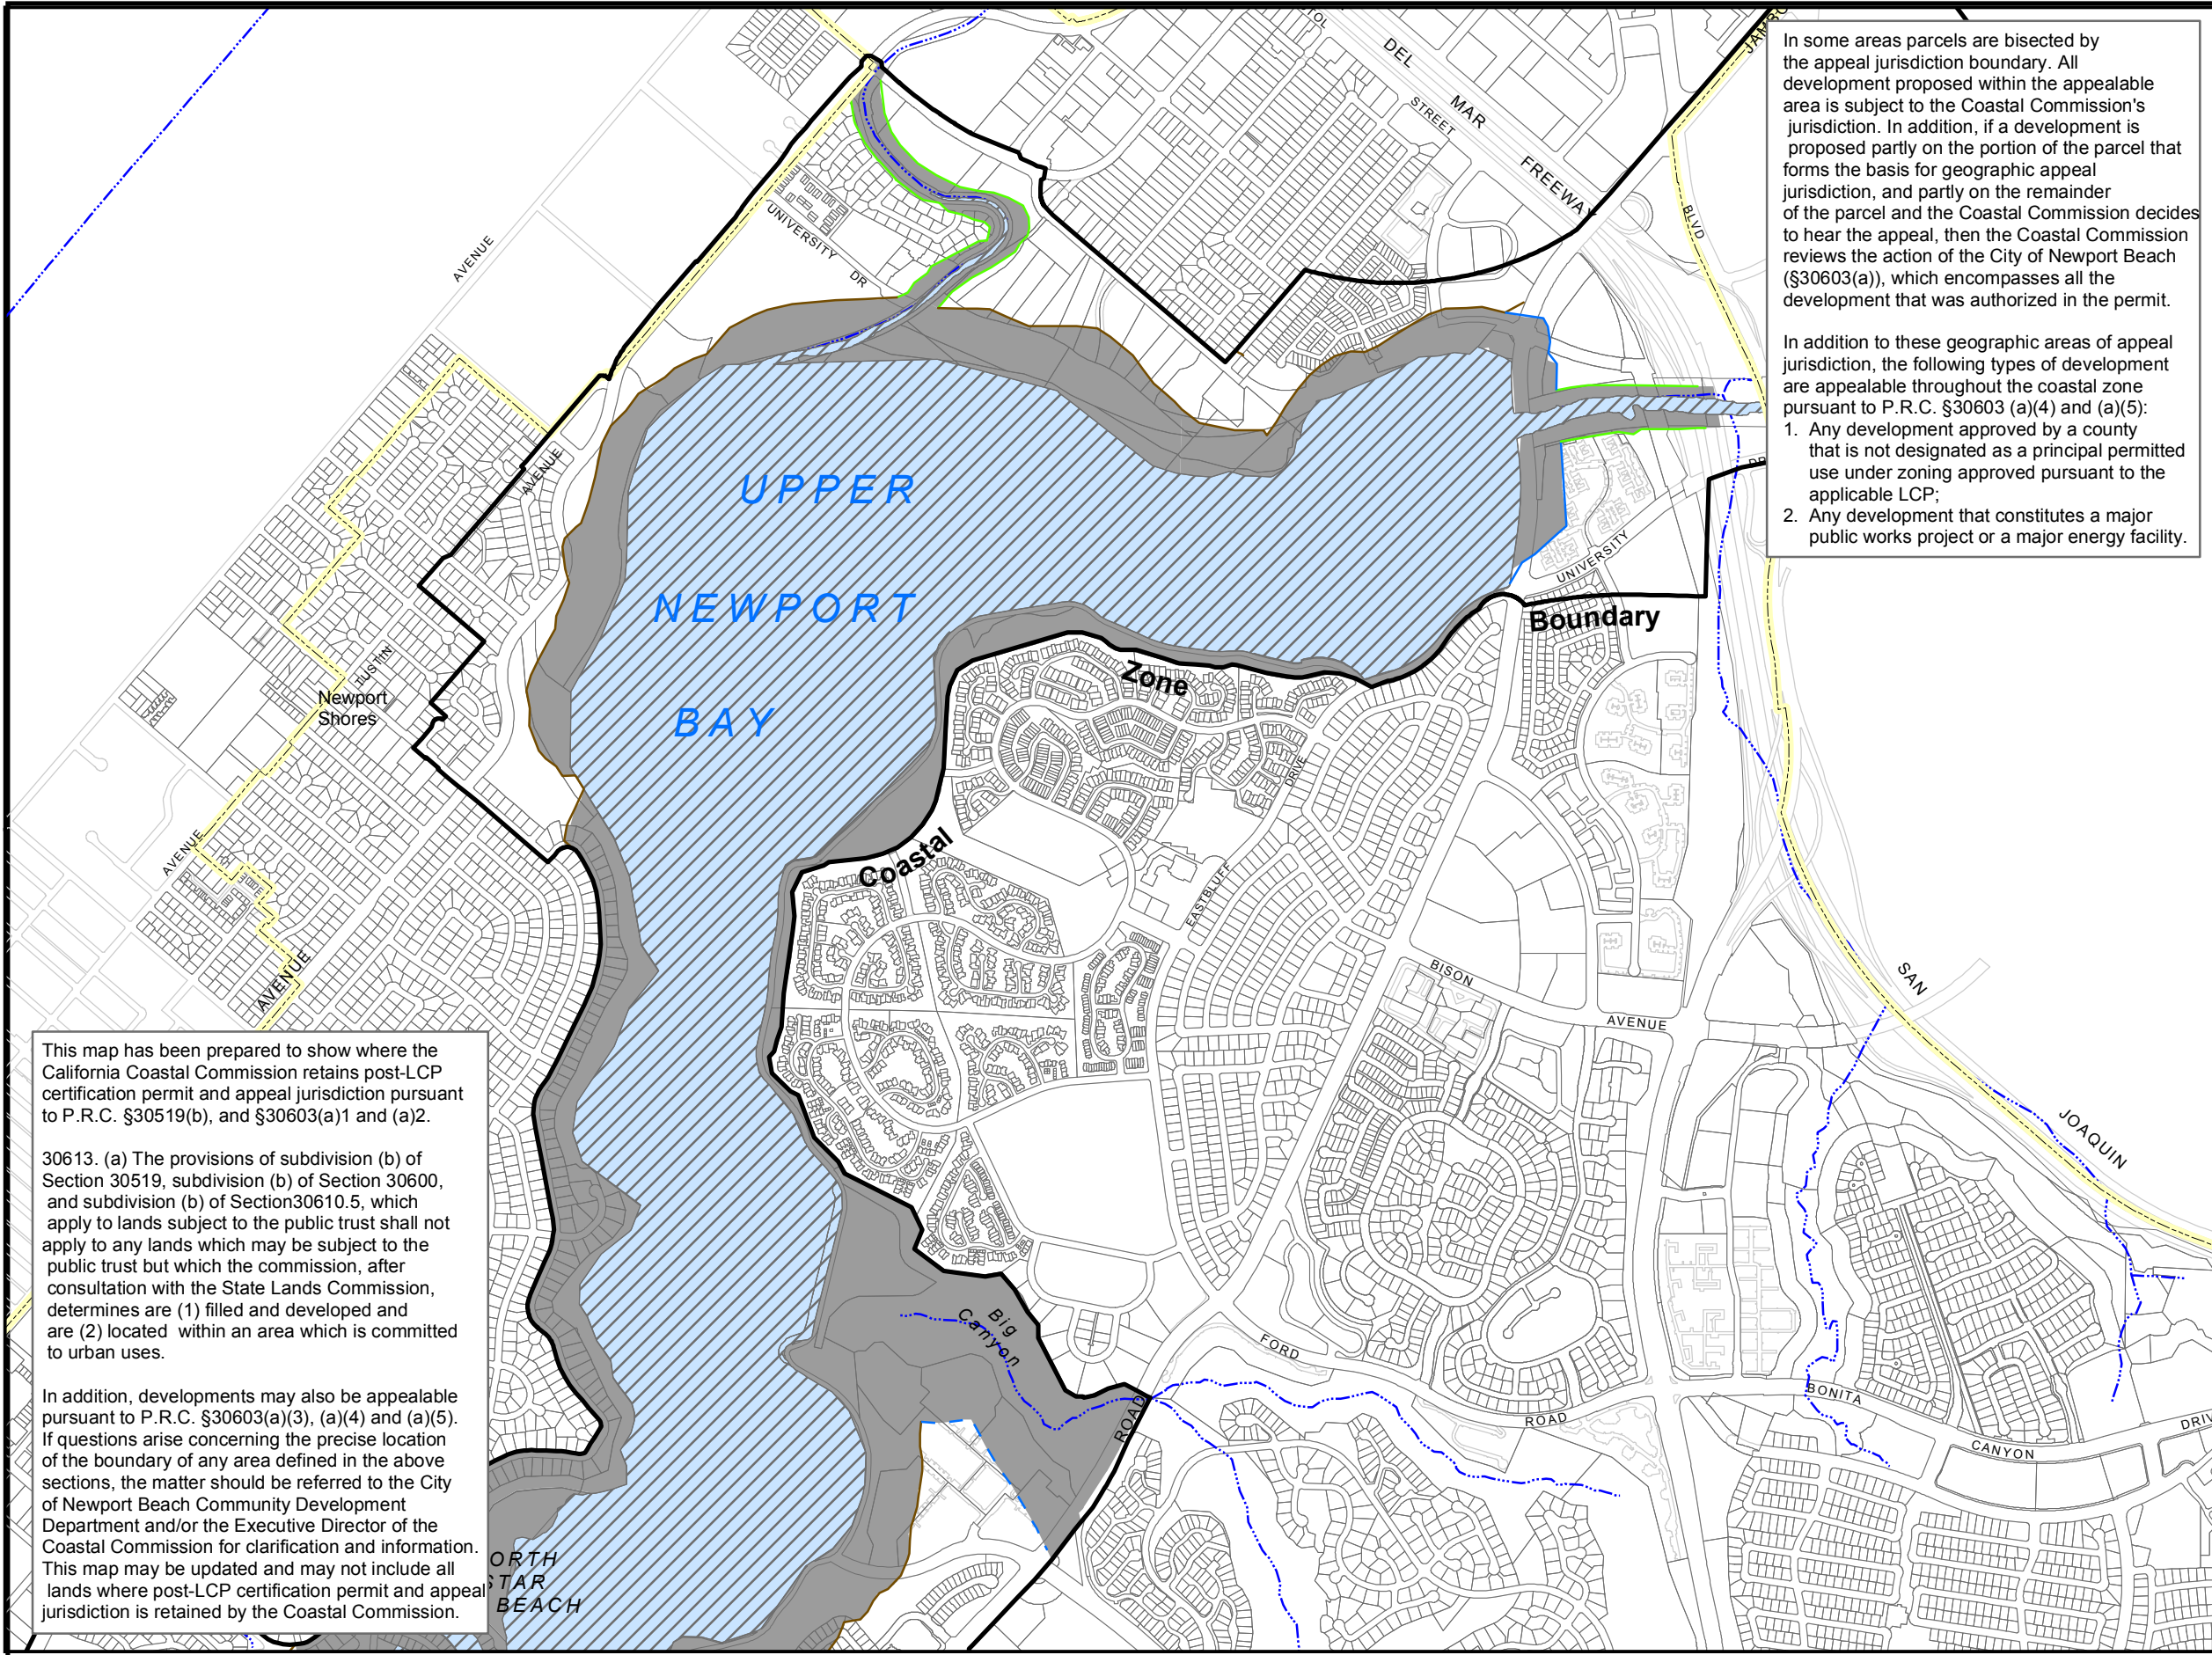 In some areas parcels are bisected by
the appeal jurisdiction boundary. All
development proposed within the appealable
area is subject to the Coastal Commission's
jurisdiction. In addition, if a development is
proposed partly on the portion of the parcel that
forms the basis for geographic appeal
jurisdiction, and partly on the remainder
of the parcel and the Coastal Commission decides
to hear the appeal, then the Coastal Commission
reviews the action of the City of Newport Beach
(§30603(a)), which encompasses all the
development that was authorized in the permit.
In addition to these geographic areas of appeal
jurisdiction, the following types of development
are appealable throughout the coastal zone
pursuant to P.R.C. §30603 (a)(4) and (a)(5):
1. Any development approved by a county
that is not designated as a principal permitted
use under zoning approved pursuant to the
applicable LCP;
2. Any development that constitutes a major
public works project or a major energy facility.
DEL
MAR
STREET
FREEWAY
BLVD
AVENUE
UNIVERSITY DR
UPPER
NEWPORT
BAY
AVENUE
UNIVERSITY
Boundary
Zone
Coastal
TUSTIN
Newport
Shores
DRIVE
EASTBLUFF
AVENUE
AVENUE
BISON
AVENUE
SAN
JOAQUIN
Big
Canyon
FORD
ROAD
ROAD
BONITA
CANYON
This map has been prepared to show where the
California Coastal Commission retains post-LCP
certification permit and appeal jurisdiction pursuant
to P.R.C. §30519(b), and §30603(a)1 and (a)2.
30613. (a) The provisions of subdivision (b) of
Section 30519, subdivision (b) of Section 30600,
and subdivision (b) of Section30610.5, which
apply to lands subject to the public trust shall not
apply to any lands which may be subject to the
public trust but which the commission, after
consultation with the State Lands Commission,
determines are (1) filled and developed and
are (2) located within an area which is committed
to urban uses.
In addition, developments may also be appealable
pursuant to P.R.C. §30603(a)(3), (a)(4) and (a)(5).
If questions arise concerning the precise location
of the boundary of any area defined in the above
sections, the matter should be referred to the City
of Newport Beach Community Development
Department and/or the Executive Director of the
Coastal Commission for clarification and information.
This map may be updated and may not include all
lands where post-LCP certification permit and appeal
jurisdiction is retained by the Coastal Commission.
ORTH
STAR
BEACH